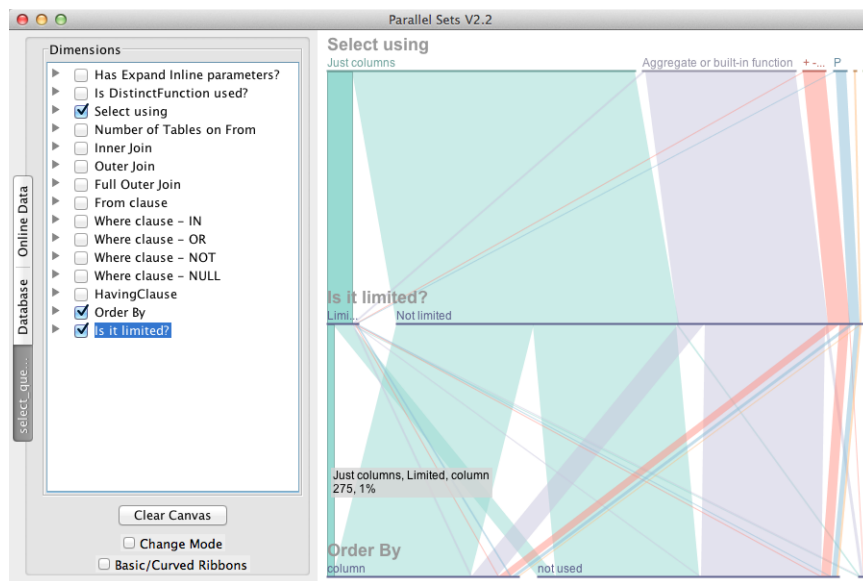 Parallel Sets V2.2
Dimensions
Has Expand Inline parameters?
Is DistinctFunction used?
Select using
Number of Tables on From
Inner Join
Outer Join
Full Outer Join
From clause
Where clause – IN
Where clause – OR
Where clause – NOT
Where clause – NULL
HavingClause
Order By
Is it limited?
Online Data
Database
select_que...
Clear Canvas
Change Mode
Basic/Curved Ribbons
Select using
Just columns
Aggregate or built-in function
+ -...
P
Is it limited?
Limi...
Not limited
Just columns, Limited, column
275, 1%
Order By
column
not used